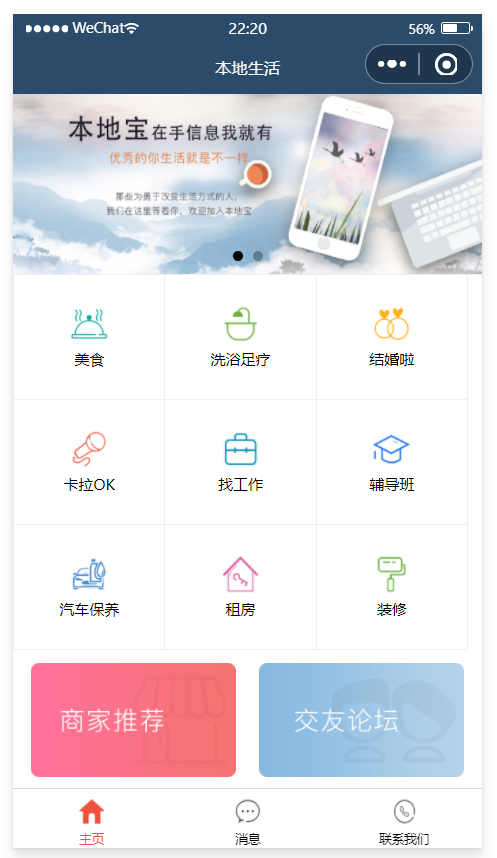 WeChat 22:20 56%
本地生活
本地宝在手信息我就有
优秀的你生活就是不一样
那些为勇于改变生活方式的人，
我们在这里等着你，欢迎加入本地宝
美食 洗浴足疗 结婚啦
卡拉OK 找工作 辅导班
汽车保养 租房 装修
商家推荐 交友论坛
主页 消息 联系我们